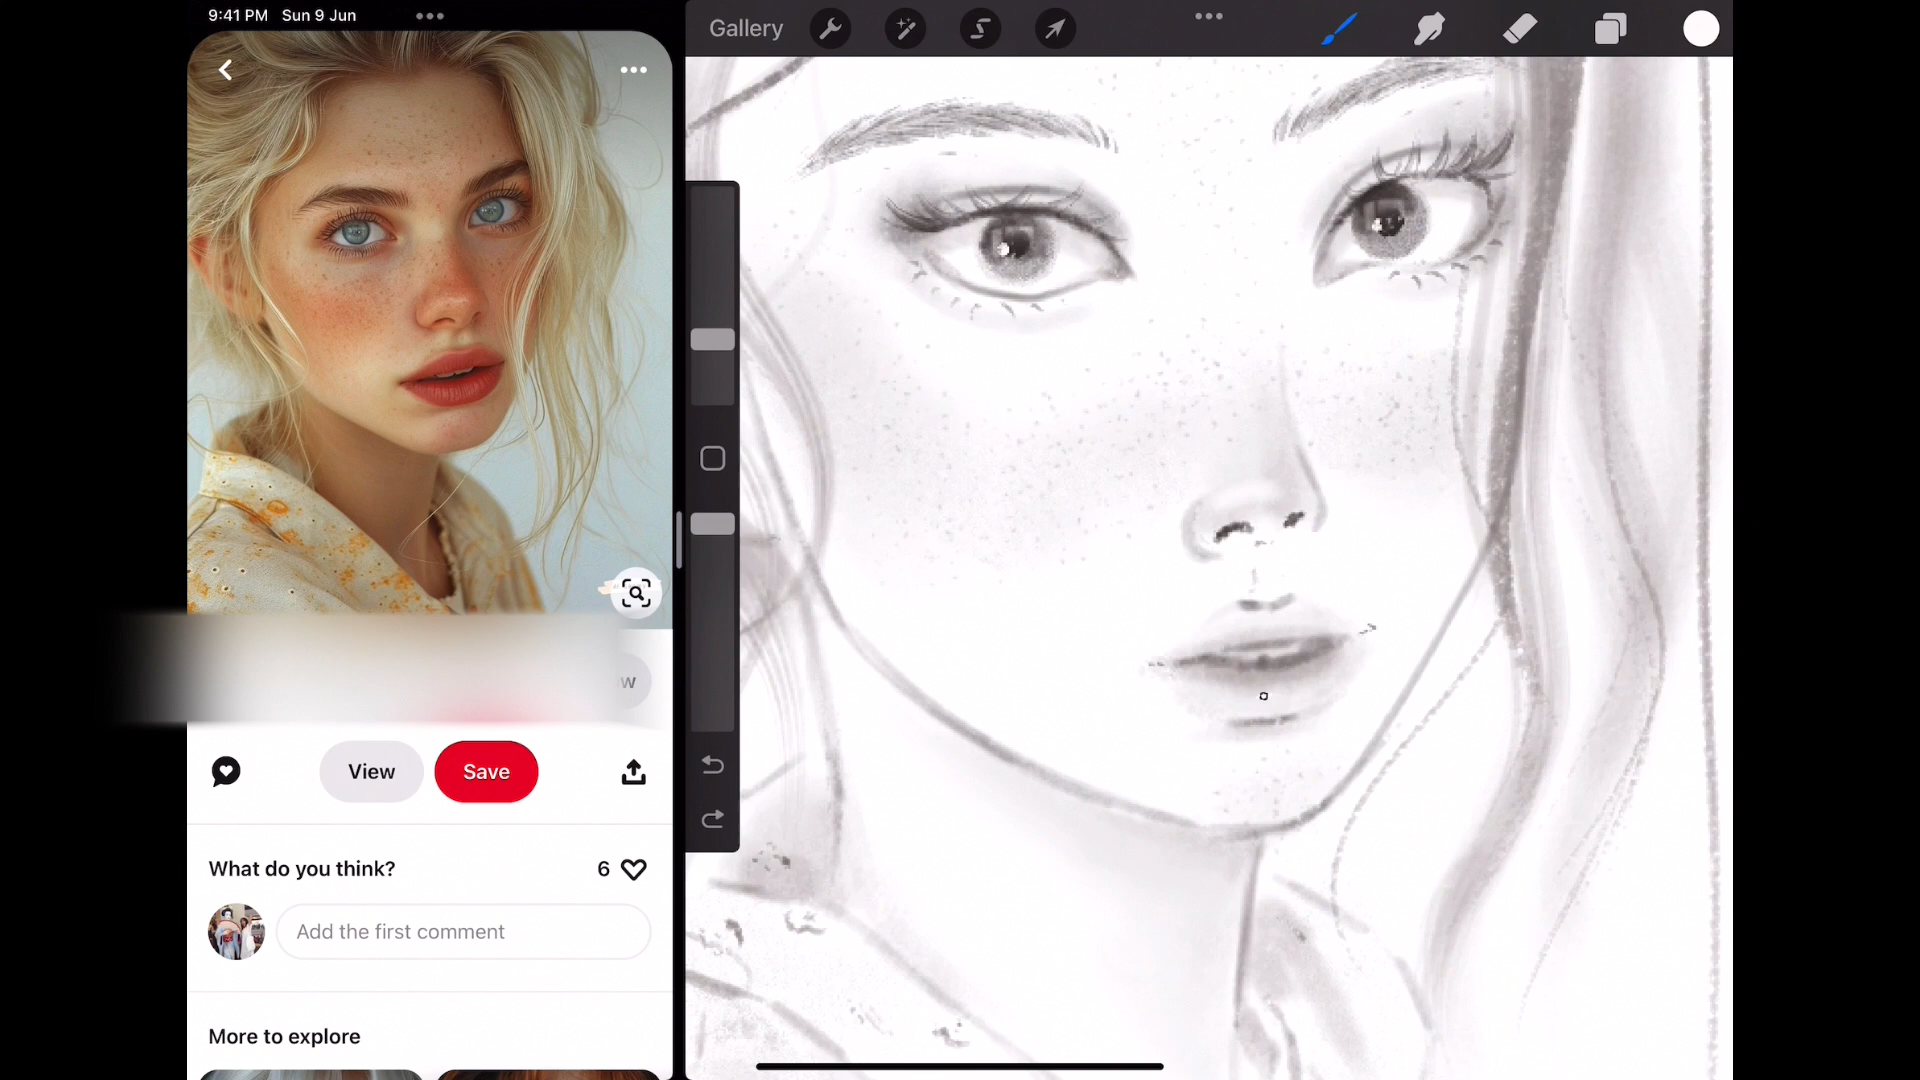 9:41 PM Sun 9 Jun
Gallery
w
View
Save
What do you think?
6
Add the first comment
More to explore